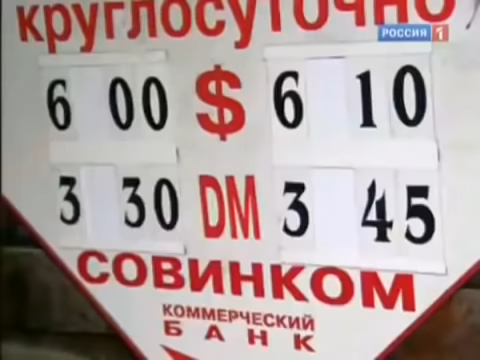 круглосуточно
РОССИЯ 1
6 00 $ 6 10
3 30 DM 3 45
СОВИНКОМ
КОММЕРЧЕСКИЙ
БАНК